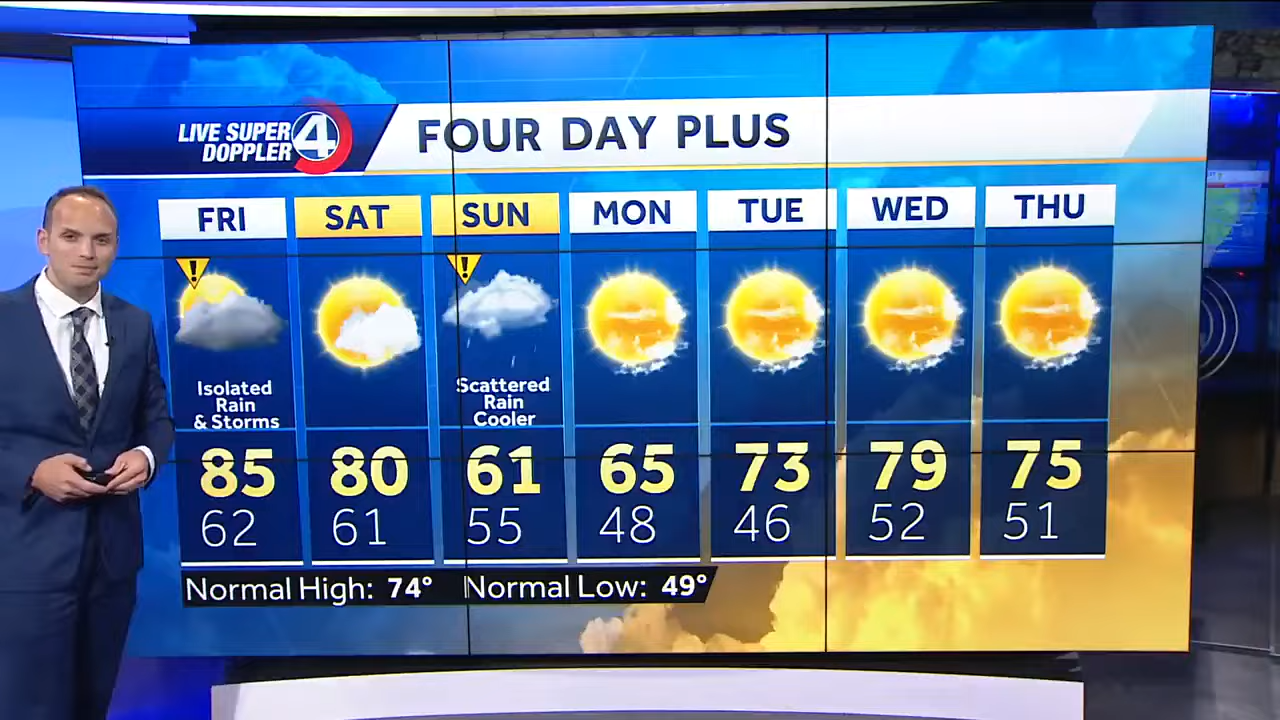 LIVE SUPER
DOPPLER
4
FOUR DAY PLUS
FRI SAT SUN MON TUE WED THU
! !
Isolated
Rain
& Storms
Scattered
Rain
Cooler
85 80 61 65 73 79 75
62 61 55 48 46 52 51
Normal High: 74° Normal Low: 49°